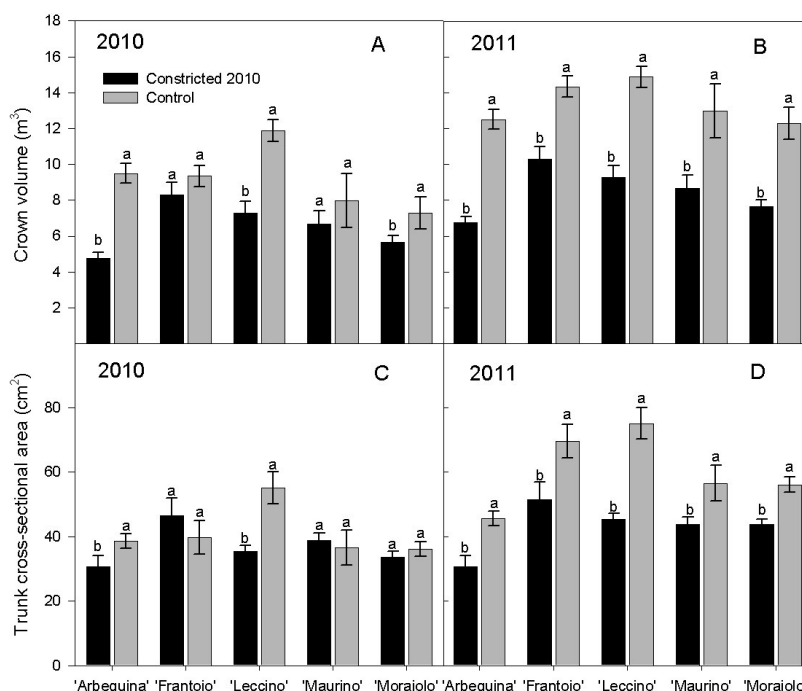 2010
A
Constricted 2010
Control
Crown volume (m³)
18
16
14
12
10
8
6
4
2
b
a
a
a
b
a
a
a
b
a
2011
B
b
a
b
a
b
a
b
a
b
a
2010
C
Trunk cross-sectional area (cm²)
80
60
40
20
0
b
a
a
a
b
a
a
a
a
a
2011
D
b
a
b
a
b
a
b
a
b
a
'Arbequina' 'Frantoio' 'Leccino' 'Maurino' 'Moraiolo' 'Arbequina' 'Frantoio' 'Leccino' 'Maurino' 'Moraiolo'